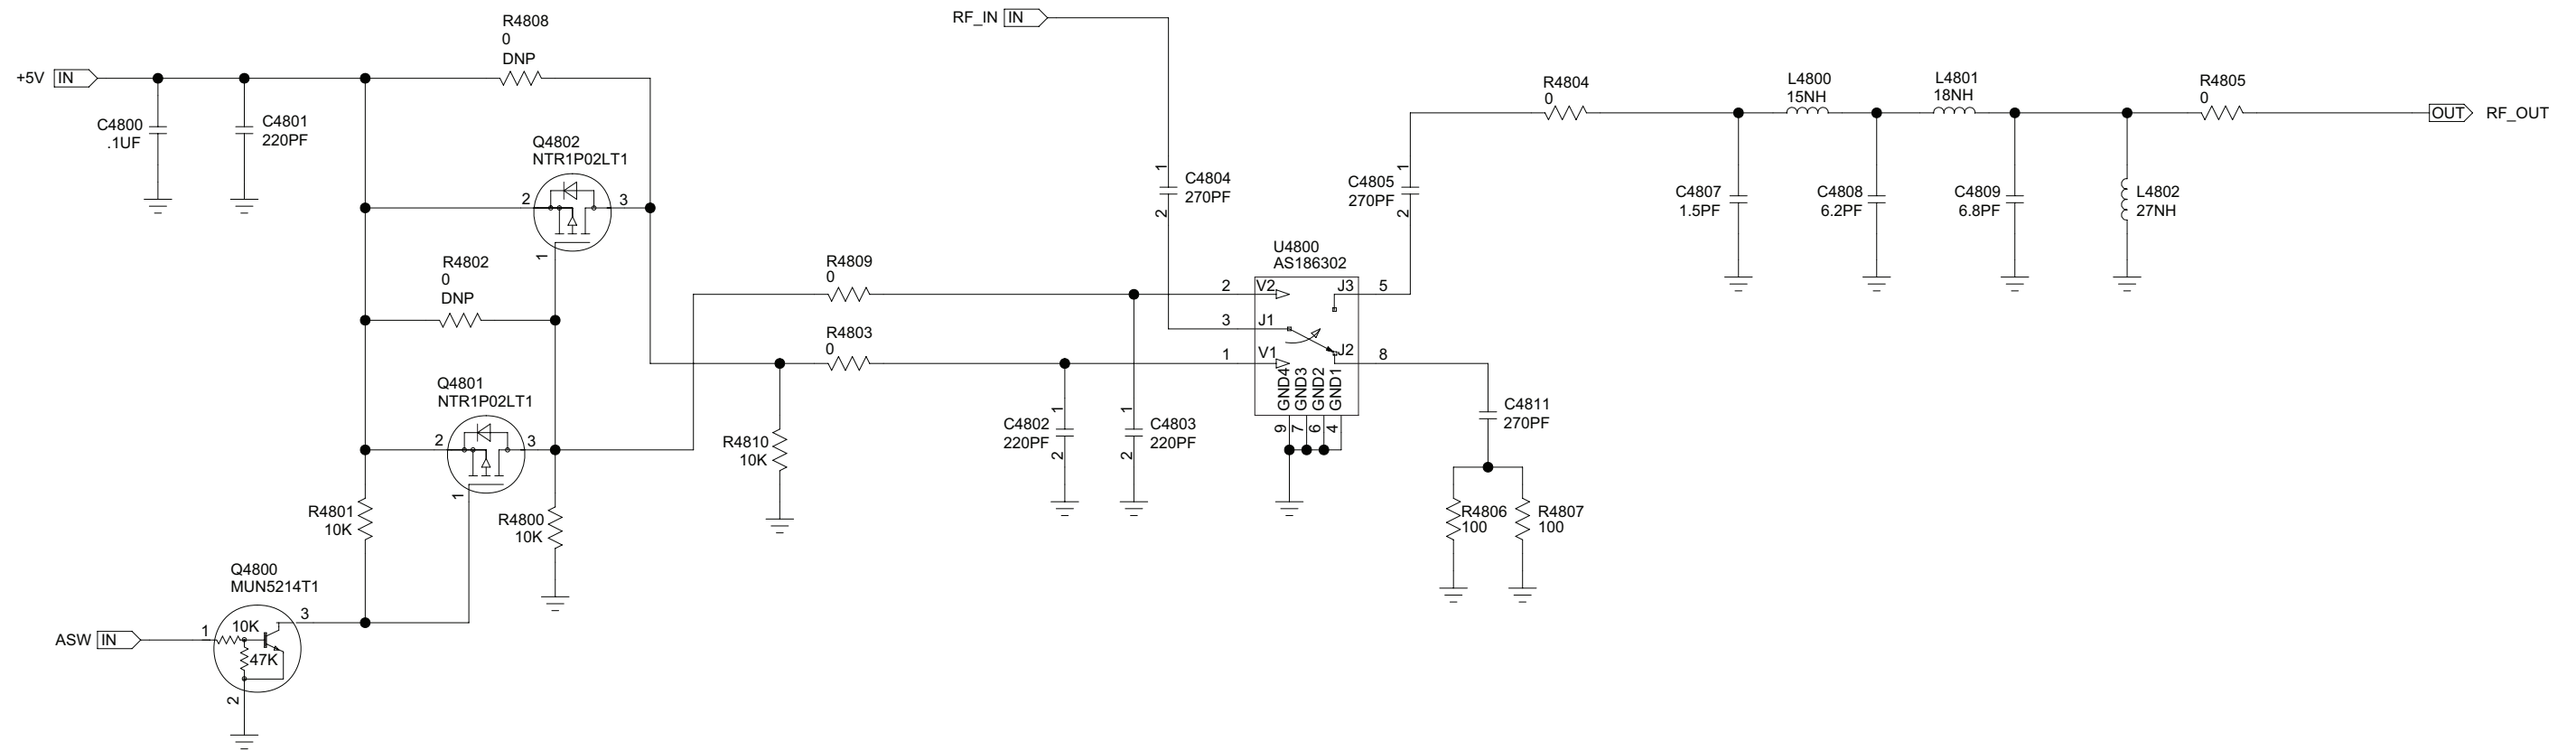 R4808
0
DNP
+5V IN
C4800
.1UF
C4801
220PF
Q4802
NTR1P02LT1
2
3
1
R4802
0
DNP
Q4801
NTR1P02LT1
2
3
1
R4801
10K
R4800
10K
Q4800
MUN5214T1
ASW IN
1
10K
47K
3
2
RF_IN IN
1
C4804
270PF
2
R4809
0
R4803
0
R4810
10K
1
C4802
220PF
2
1
C4803
220PF
2
U4800
AS186302
2
V2
J3
5
3
J1
J2
8
1
V1
GND4
GND3
GND2
GND1
9
7
6
4
1
C4805
270PF
2
C4811
270PF
R4806
100
R4807
100
R4804
0
L4800
15NH
L4801
18NH
R4805
0
C4807
1.5PF
C4808
6.2PF
C4809
6.8PF
L4802
27NH
OUT RF_OUT